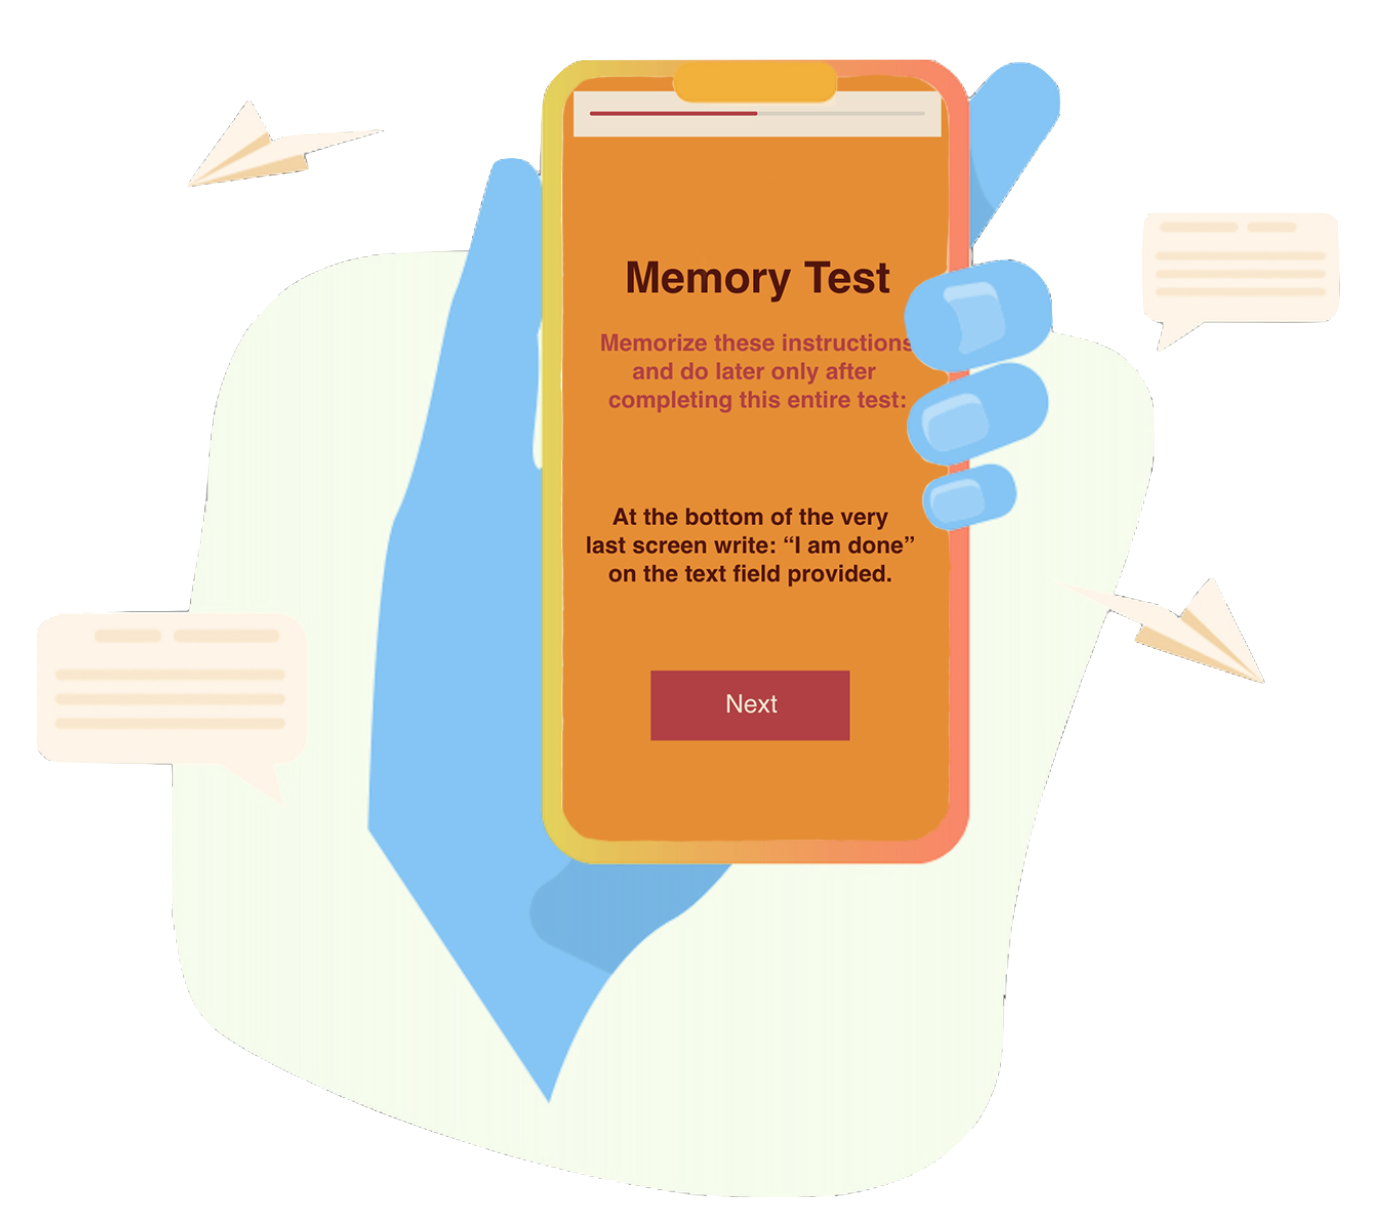 Memory Test
Memorize these instructions
and do later only after
completing this entire test:
At the bottom of the very
last screen write: “I am done”
on the text field provided.
Next